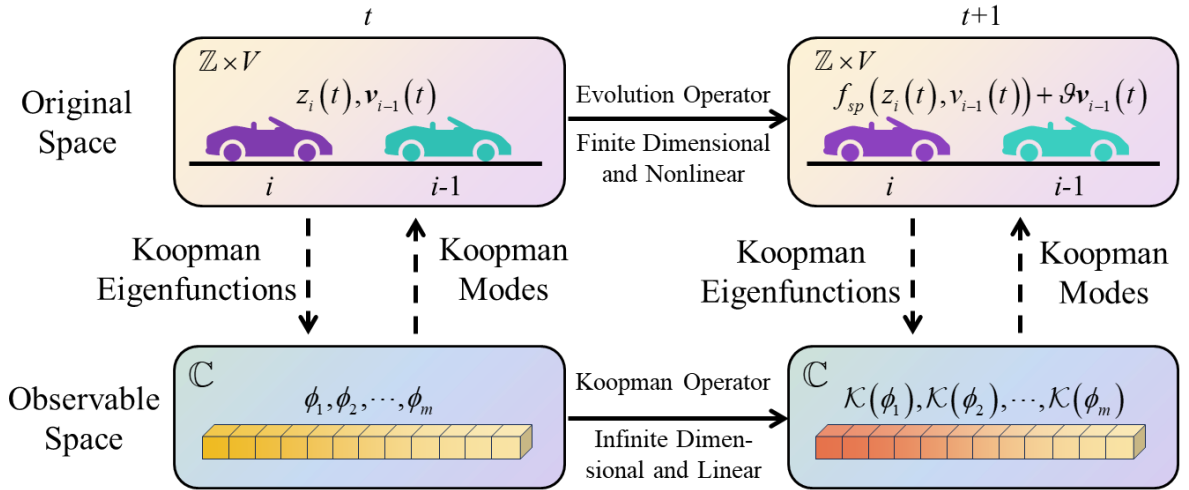 t
t+1
Original
Space
ℤ×V
z_i(t), v_{i-1}(t)
i
i-1
Evolution Operator
Finite Dimensional
and Nonlinear
ℤ×V
f_{sp}(z_i(t), v_{i-1}(t)) + ϑv_{i-1}(t)
i
i-1
Koopman
Eigenfunctions
Koopman
Modes
Koopman
Eigenfunctions
Koopman
Modes
Observable
Space
ℂ
ϕ_1, ϕ_2, ⋯, ϕ_m
Koopman Operator
Infinite Dimen-
sional and Linear
ℂ
𝒦(ϕ_1), 𝒦(ϕ_2), ⋯, 𝒦(ϕ_m)